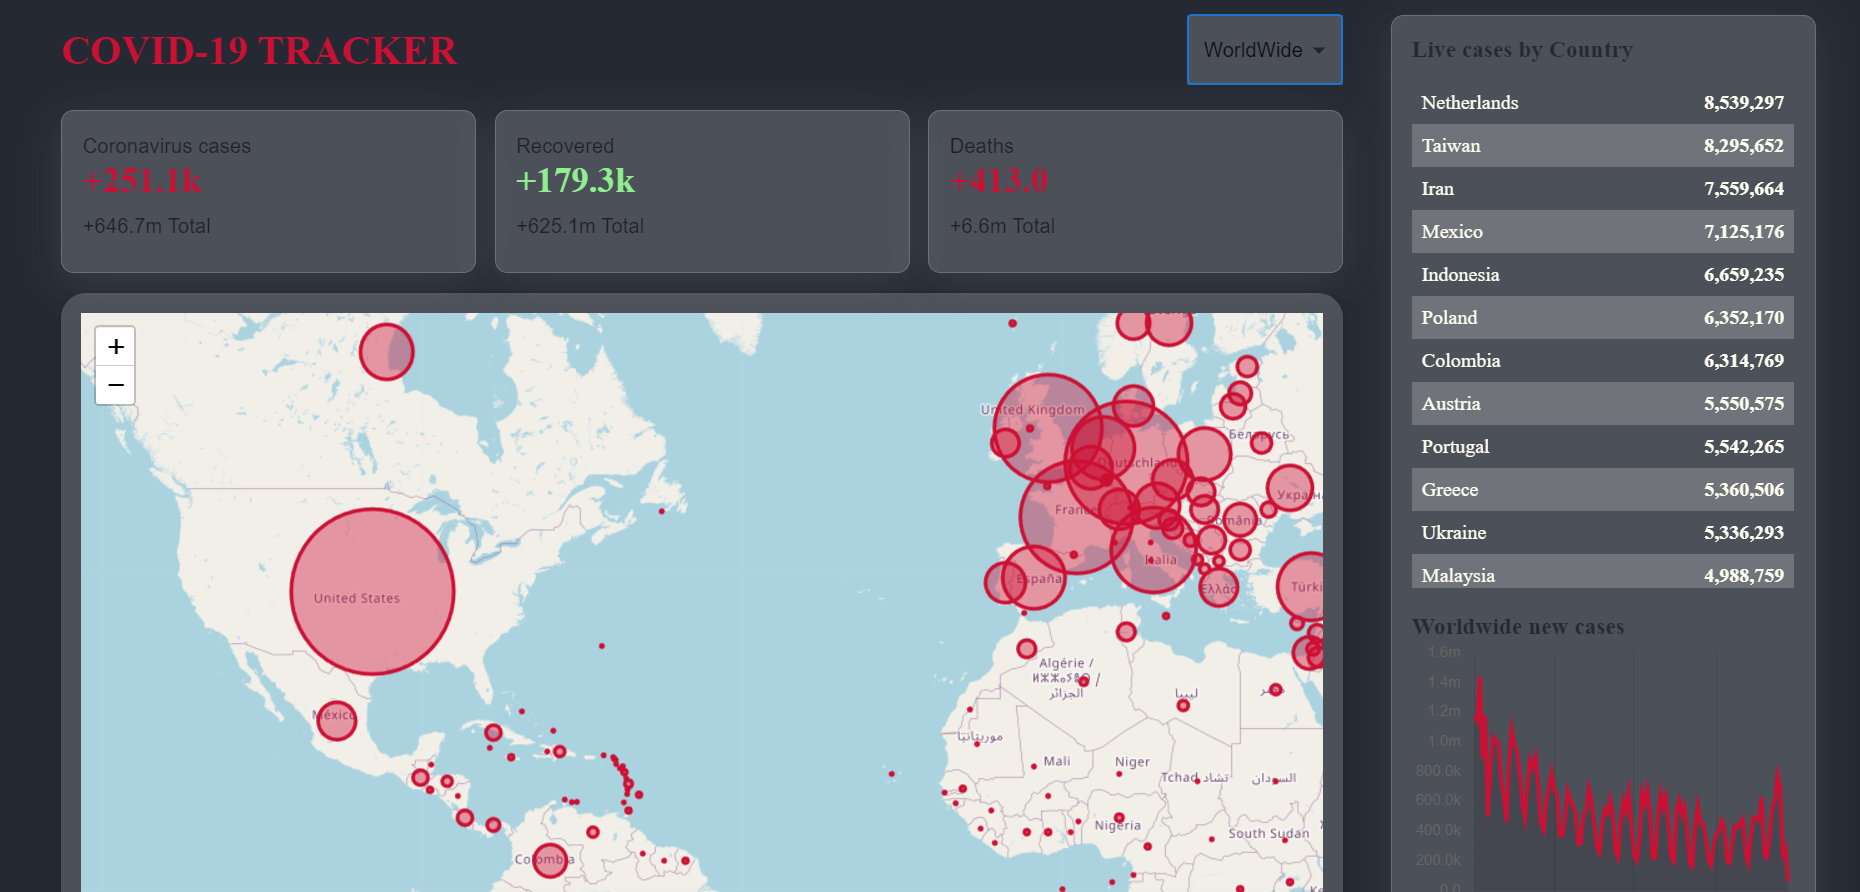 COVID-19 TRACKER
WorldWide
Coronavirus cases
+251.1k
+646.7m Total
Recovered
+179.3k
+625.1m Total
Deaths
+413.0
+6.6m Total
+
−
United Kingdom
Беларусь
Deutschland
France
România
Italia
España
Ελλάς
United States
México
Algérie /
الجزائر
ليبيا
مصر
موريتانيا
Mali
Niger
Tchad تشاد
السودان
Nigeria
South Sudan
Colombia
Live cases by Country
Netherlands 8,539,297
Taiwan 8,295,652
Iran 7,559,664
Mexico 7,125,176
Indonesia 6,659,235
Poland 6,352,170
Colombia 6,314,769
Austria 5,550,575
Portugal 5,542,265
Greece 5,360,506
Ukraine 5,336,293
Malaysia 4,988,759
Worldwide new cases
1.6m
1.4m
1.2m
1.0m
800.0k
600.0k
400.0k
200.0k
0.0